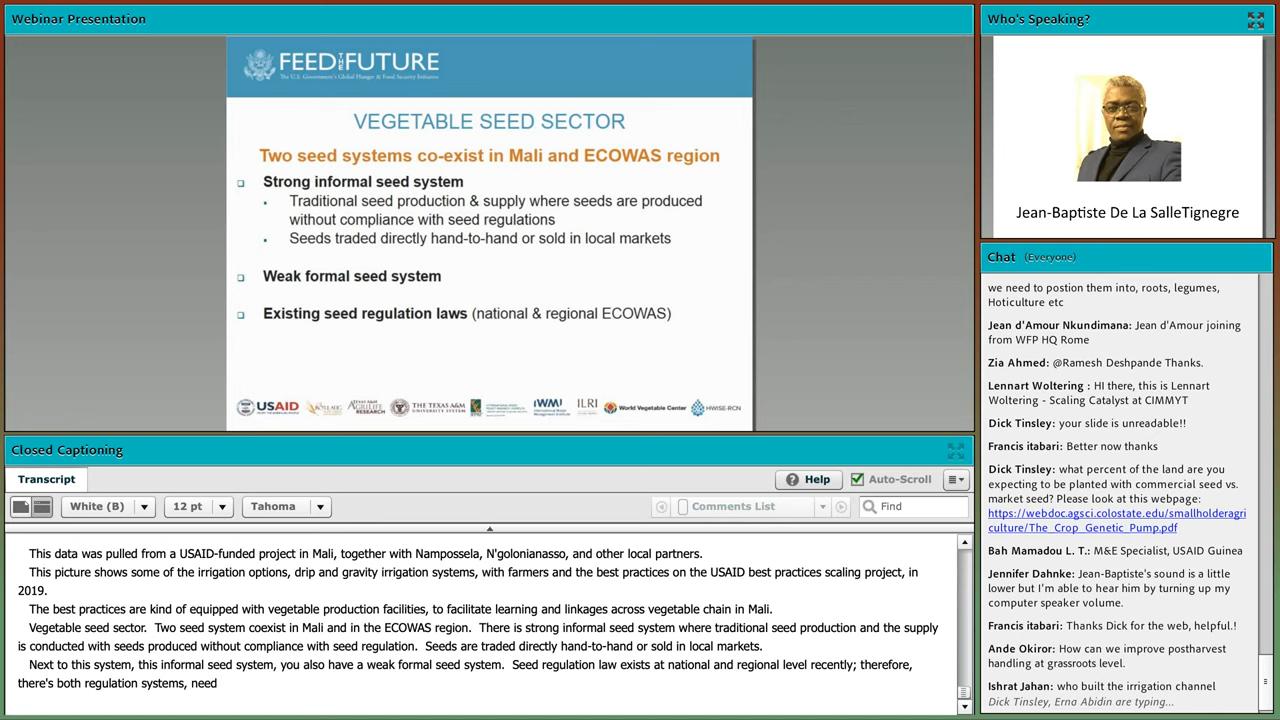 Webinar Presentation
FEED THE FUTURE
The U.S. Government's Global Hunger & Food Security Initiative
VEGETABLE SEED SECTOR
Two seed systems co-exist in Mali and ECOWAS region
Strong informal seed system
Traditional seed production & supply where seeds are produced
without compliance with seed regulations
Seeds traded directly hand-to-hand or sold in local markets
Weak formal seed system
Existing seed regulation laws (national & regional ECOWAS)
USAID
TEXAS A&M AGRILIFE RESEARCH
THE TEXAS A&M UNIVERSITY SYSTEM
IWMI International Water Management Institute
ILRI
World Vegetable Center
HWISE-RCN
Who's Speaking?
Jean-Baptiste De La SalleTignegre
Chat (Everyone)
we need to postion them into, roots, legumes,
Hoticulture etc
Jean d'Amour Nkundimana: Jean d'Amour joining
from WFP HQ Rome
Zia Ahmed: @Ramesh Deshpande Thanks.
Lennart Woltering : HI there, this is Lennart
Woltering - Scaling Catalyst at CIMMYT
Dick Tinsley: your slide is unreadable!!
Francis itabari: Better now thanks
Dick Tinsley: what percent of the land are you
expecting to be planted with commercial seed vs.
market seed? Please look at this webpage:
https://webdoc.agsci.colostate.edu/smallholderagri
culture/The_Crop_Genetic_Pump.pdf
Bah Mamadou L. T.: M&E Specialist, USAID Guinea
Jennifer Dahnke: Jean-Baptiste's sound is a little
lower but I'm able to hear him by turning up my
computer speaker volume.
Francis itabari: Thanks Dick for the web, helpful.!
Ande Okiror: How can we improve postharvest
handling at grassroots level.
Ishrat Jahan: who built the irrigation channel
Dick Tinsley, Erna Abidin are typing...
Closed Captioning
Transcript
Help
Auto-Scroll
White (B)
12 pt
Tahoma
Comments List
Find
This data was pulled from a USAID-funded project in Mali, together with Nampossela, N'golonianasso, and other local partners.
This picture shows some of the irrigation options, drip and gravity irrigation systems, with farmers and the best practices on the USAID best practices scaling project, in
2019.
The best practices are kind of equipped with vegetable production facilities, to facilitate learning and linkages across vegetable chain in Mali.
Vegetable seed sector. Two seed system coexist in Mali and in the ECOWAS region. There is strong informal seed system where traditional seed production and the supply
is conducted with seeds produced without compliance with seed regulation. Seeds are traded directly hand-to-hand or sold in local markets.
Next to this system, this informal seed system, you also have a weak formal seed system. Seed regulation law exists at national and regional level recently; therefore,
there's both regulation systems, need